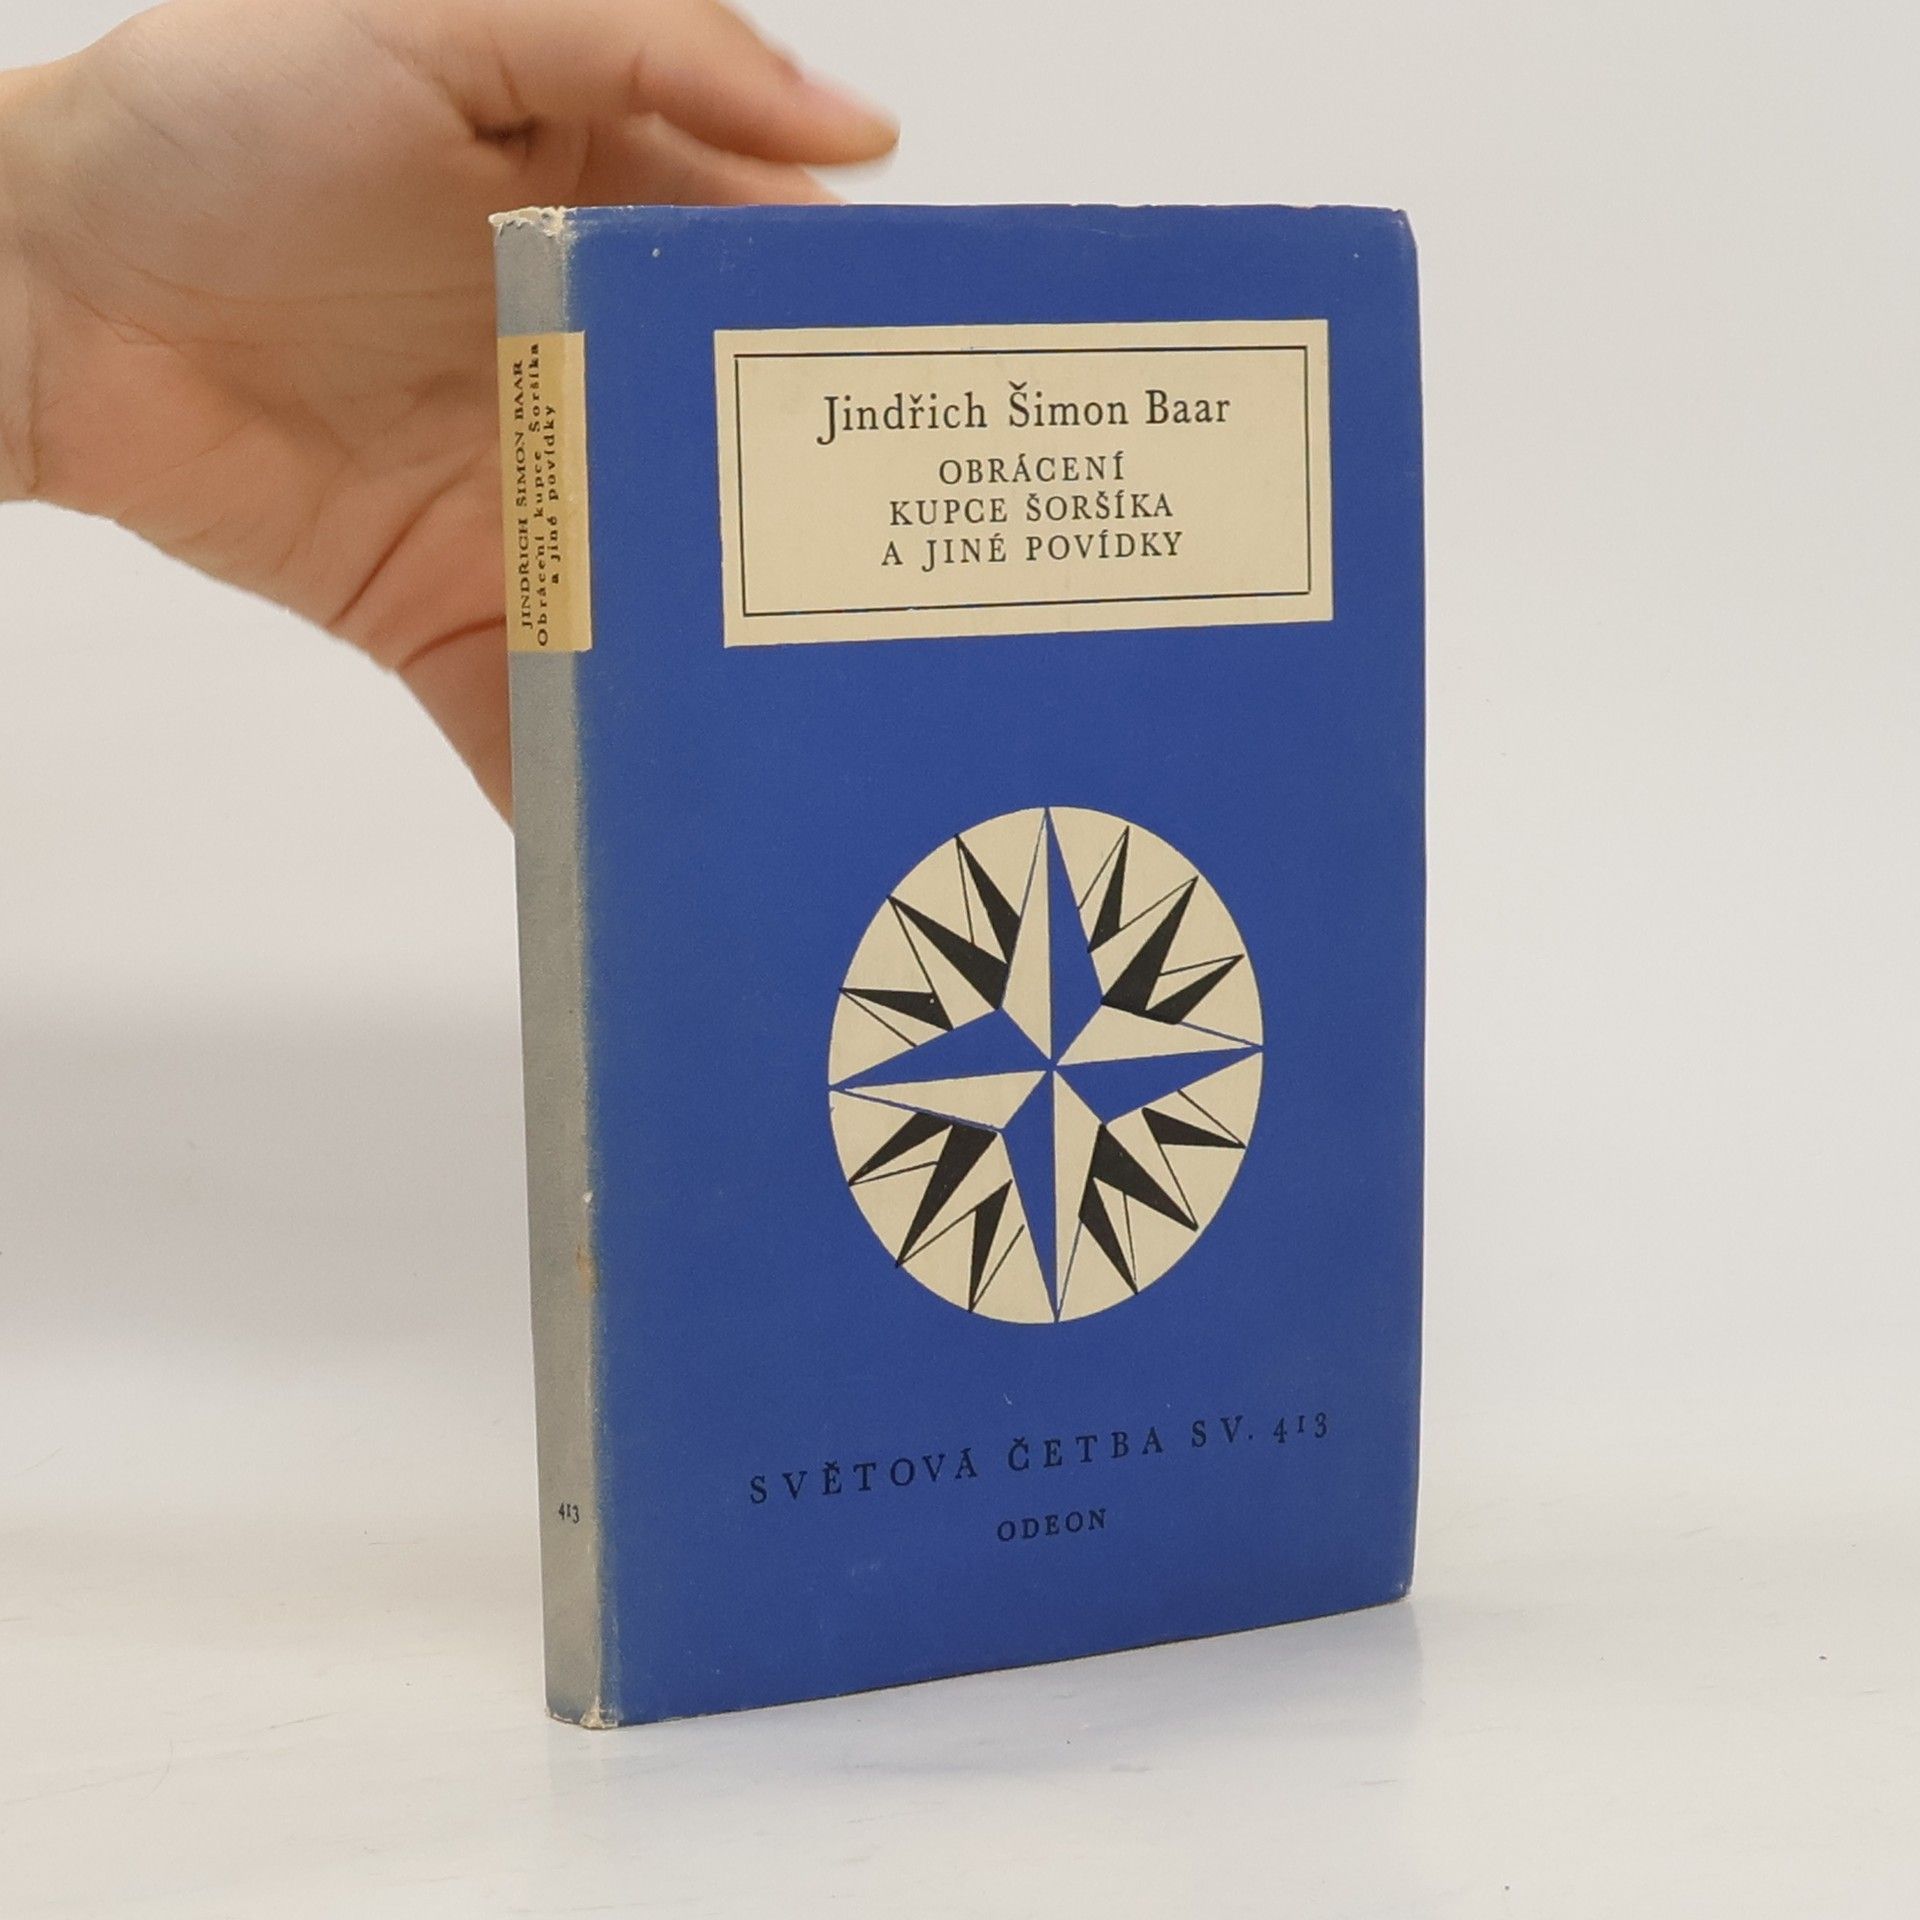 JINDŘICH ŠIMON BAAR
Obrácení kupce Šoršíka
a jiné povídky
413
Jindřich Šimon Baar
OBRÁCENÍ
KUPCE ŠORŠÍKA
A JINÉ POVÍDKY
SVĚTOVÁ ČETBA SV. 413
ODEON